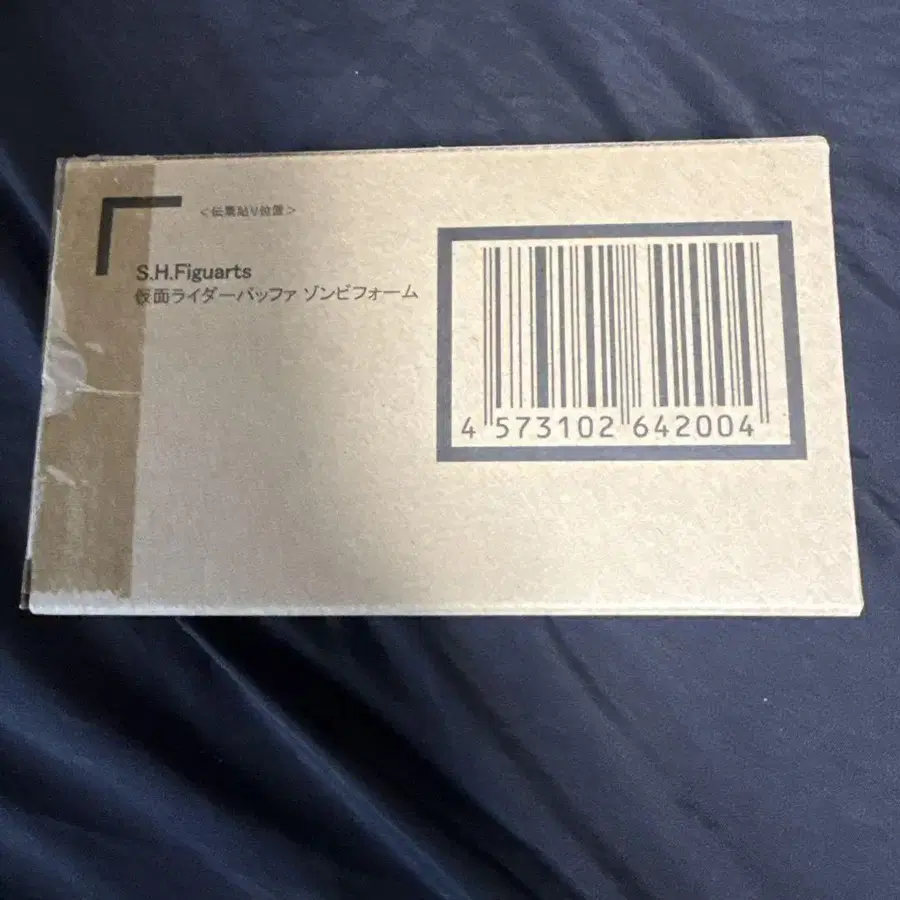 <伝票貼り位置>
S.H.Figuarts
仮面ライダーバッファ ゾンビフォーム
4 573102 642004